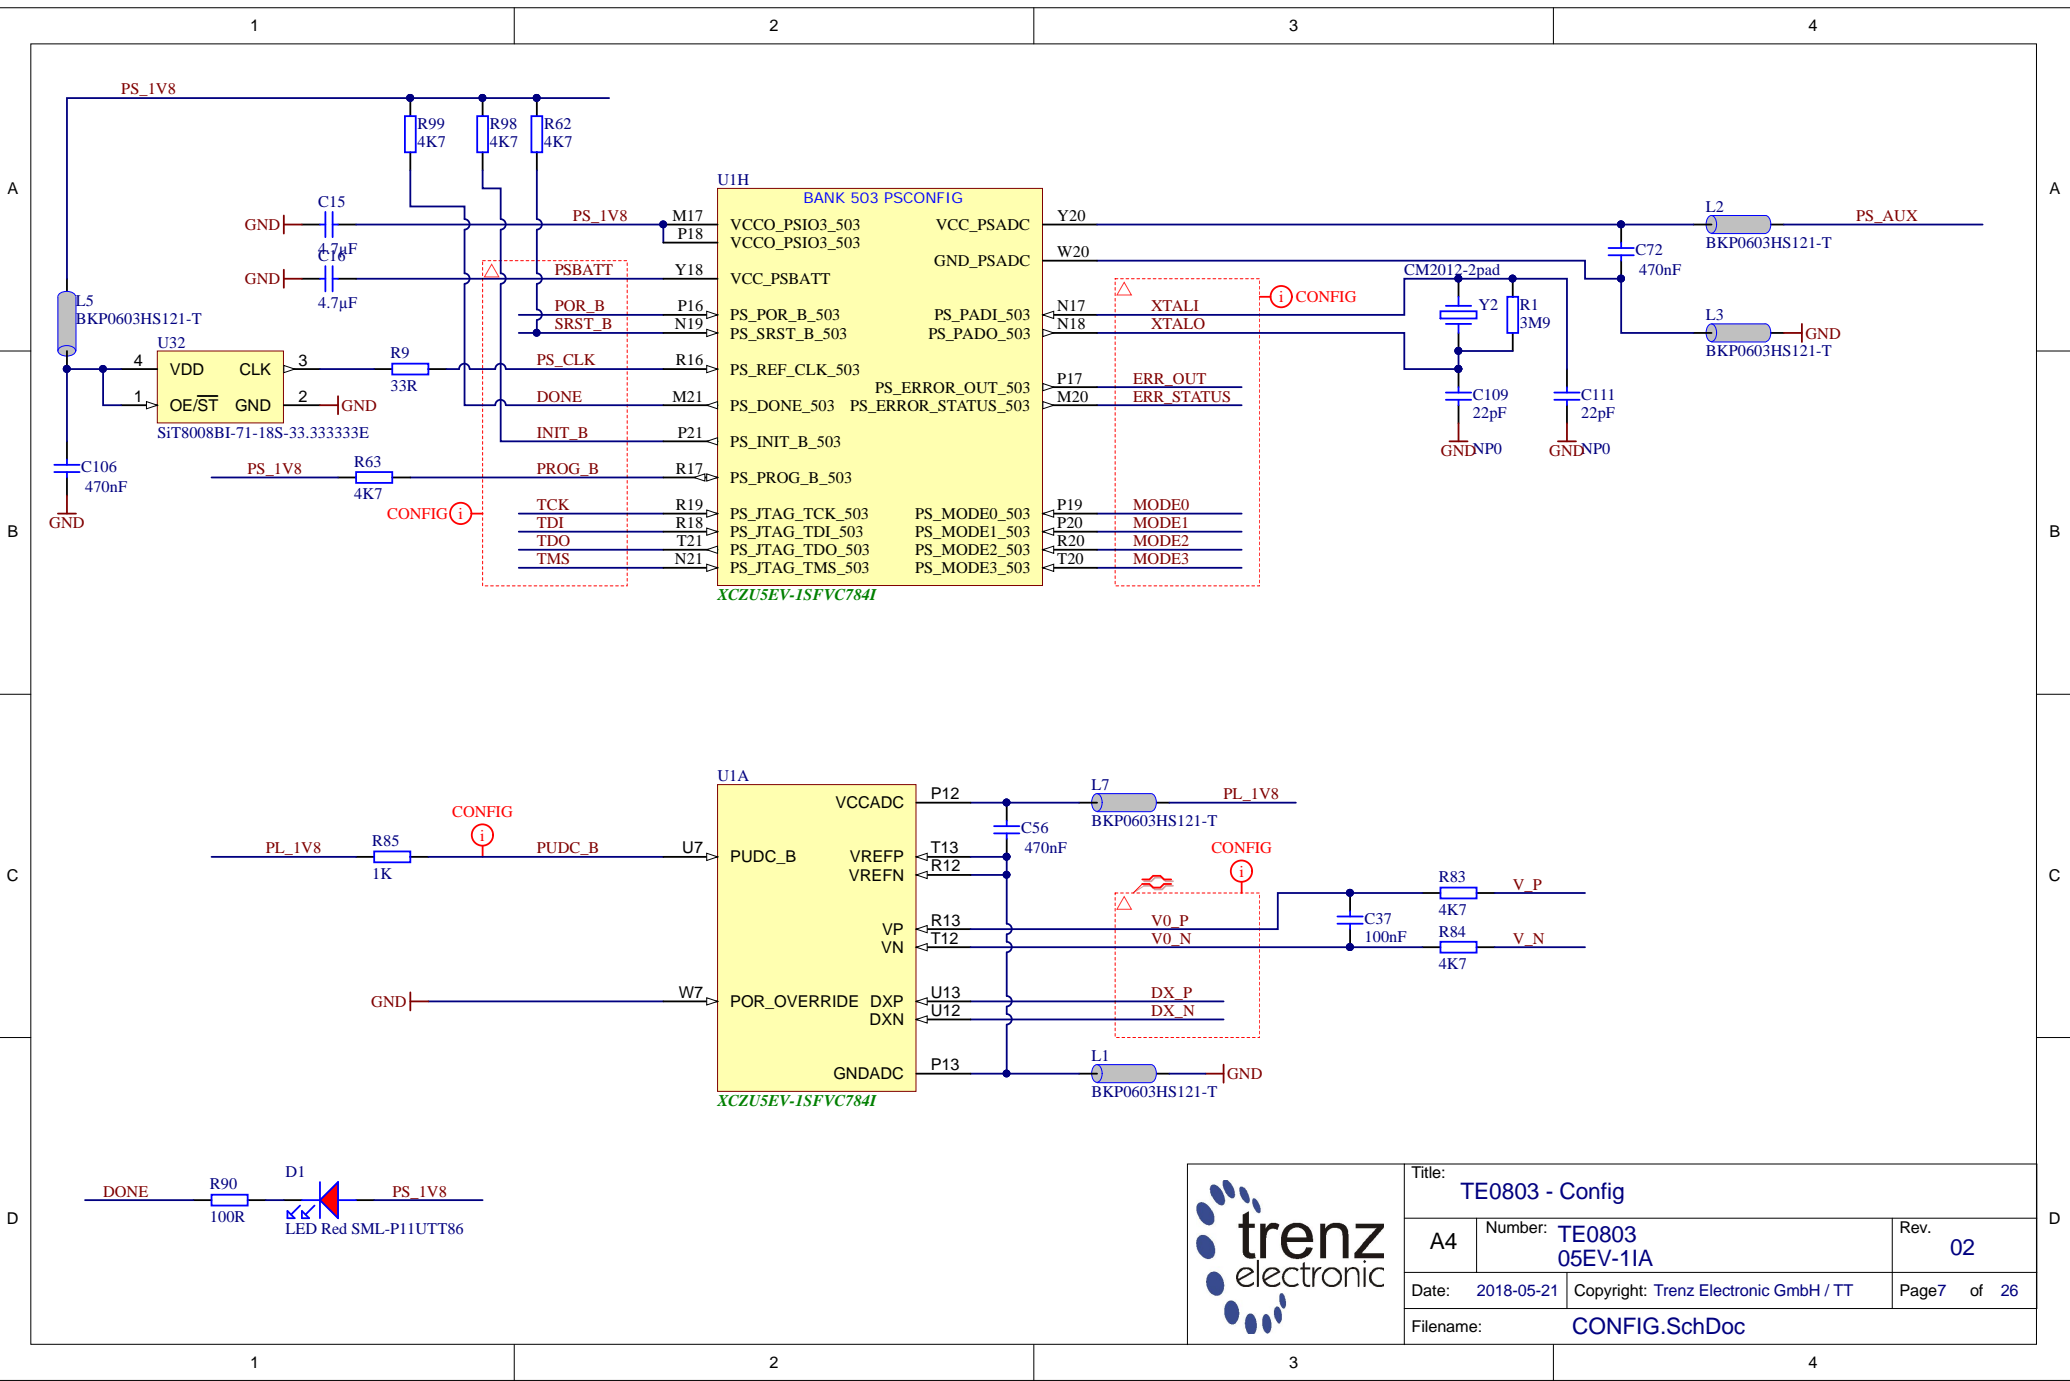 1 2 3 4
A
A
B
B
C
C
D
D
PS_1V8
R99
4K7
R98
4K7
R62
4K7
C15
4.7µF
GND
C16
4.7µF
GND
PS_1V8
PSBATT
POR_B
SRST_B
PS_CLK
DONE
INIT_B
PROG_B
TCK
TDI
TDO
TMS
L5
BKP0603HS121-T
U32
4 VDD CLK 3
1 OE/ST GND 2
GND
SiT8008BI-71-18S-33.333333E
R9
33R
C106
470nF
GND
PS_1V8
R63
4K7
CONFIG i
U1H
BANK 503 PSCONFIG
M17 VCCO_PSIO3_503
P18 VCCO_PSIO3_503
Y18 VCC_PSBATT
P16 PS_POR_B_503
N19 PS_SRST_B_503
R16 PS_REF_CLK_503
M21 PS_DONE_503
P21 PS_INIT_B_503
R17 PS_PROG_B_503
R19 PS_JTAG_TCK_503
R18 PS_JTAG_TDI_503
T21 PS_JTAG_TDO_503
N21 PS_JTAG_TMS_503
VCC_PSADC Y20
GND_PSADC W20
PS_PADI_503 N17 XTALI
PS_PADO_503 N18 XTALO
PS_ERROR_OUT_503 P17 ERR_OUT
PS_ERROR_STATUS_503 M20 ERR_STATUS
PS_MODE0_503 P19 MODE0
PS_MODE1_503 P20 MODE1
PS_MODE2_503 R20 MODE2
PS_MODE3_503 T20 MODE3
XCZU5EV-1SFVC784I
i CONFIG
CM2012-2pad
Y2
R1
3M9
C109
22pF
GND NP0
C111
22pF
GND NP0
L2
BKP0603HS121-T
PS_AUX
C72
470nF
L3
BKP0603HS121-T
GND
U1A
PL_1V8
R85
1K
CONFIG
i
PUDC_B
U7 PUDC_B
GND
W7 POR_OVERRIDE
VCCADC P12
VREFP T13
VREFN R12
VP R13 V0_P
VN T12 V0_N
DXP U13 DX_P
DXN U12 DX_N
GNDADC P13
XCZU5EV-1SFVC784I
L7
BKP0603HS121-T
PL_1V8
C56
470nF
CONFIG
i
C37
100nF
R83
4K7
V_P
R84
4K7
V_N
L1
BKP0603HS121-T
GND
DONE
R90
100R
D1
LED Red SML-P11UTT86
PS_1V8
trenz
electronic
Title:
TE0803 - Config
A4
Number: TE0803
05EV-1IA
Rev.
02
Date: 2018-05-21
Copyright: Trenz Electronic GmbH / TT
Page7 of 26
Filename: CONFIG.SchDoc
1 2 3 4